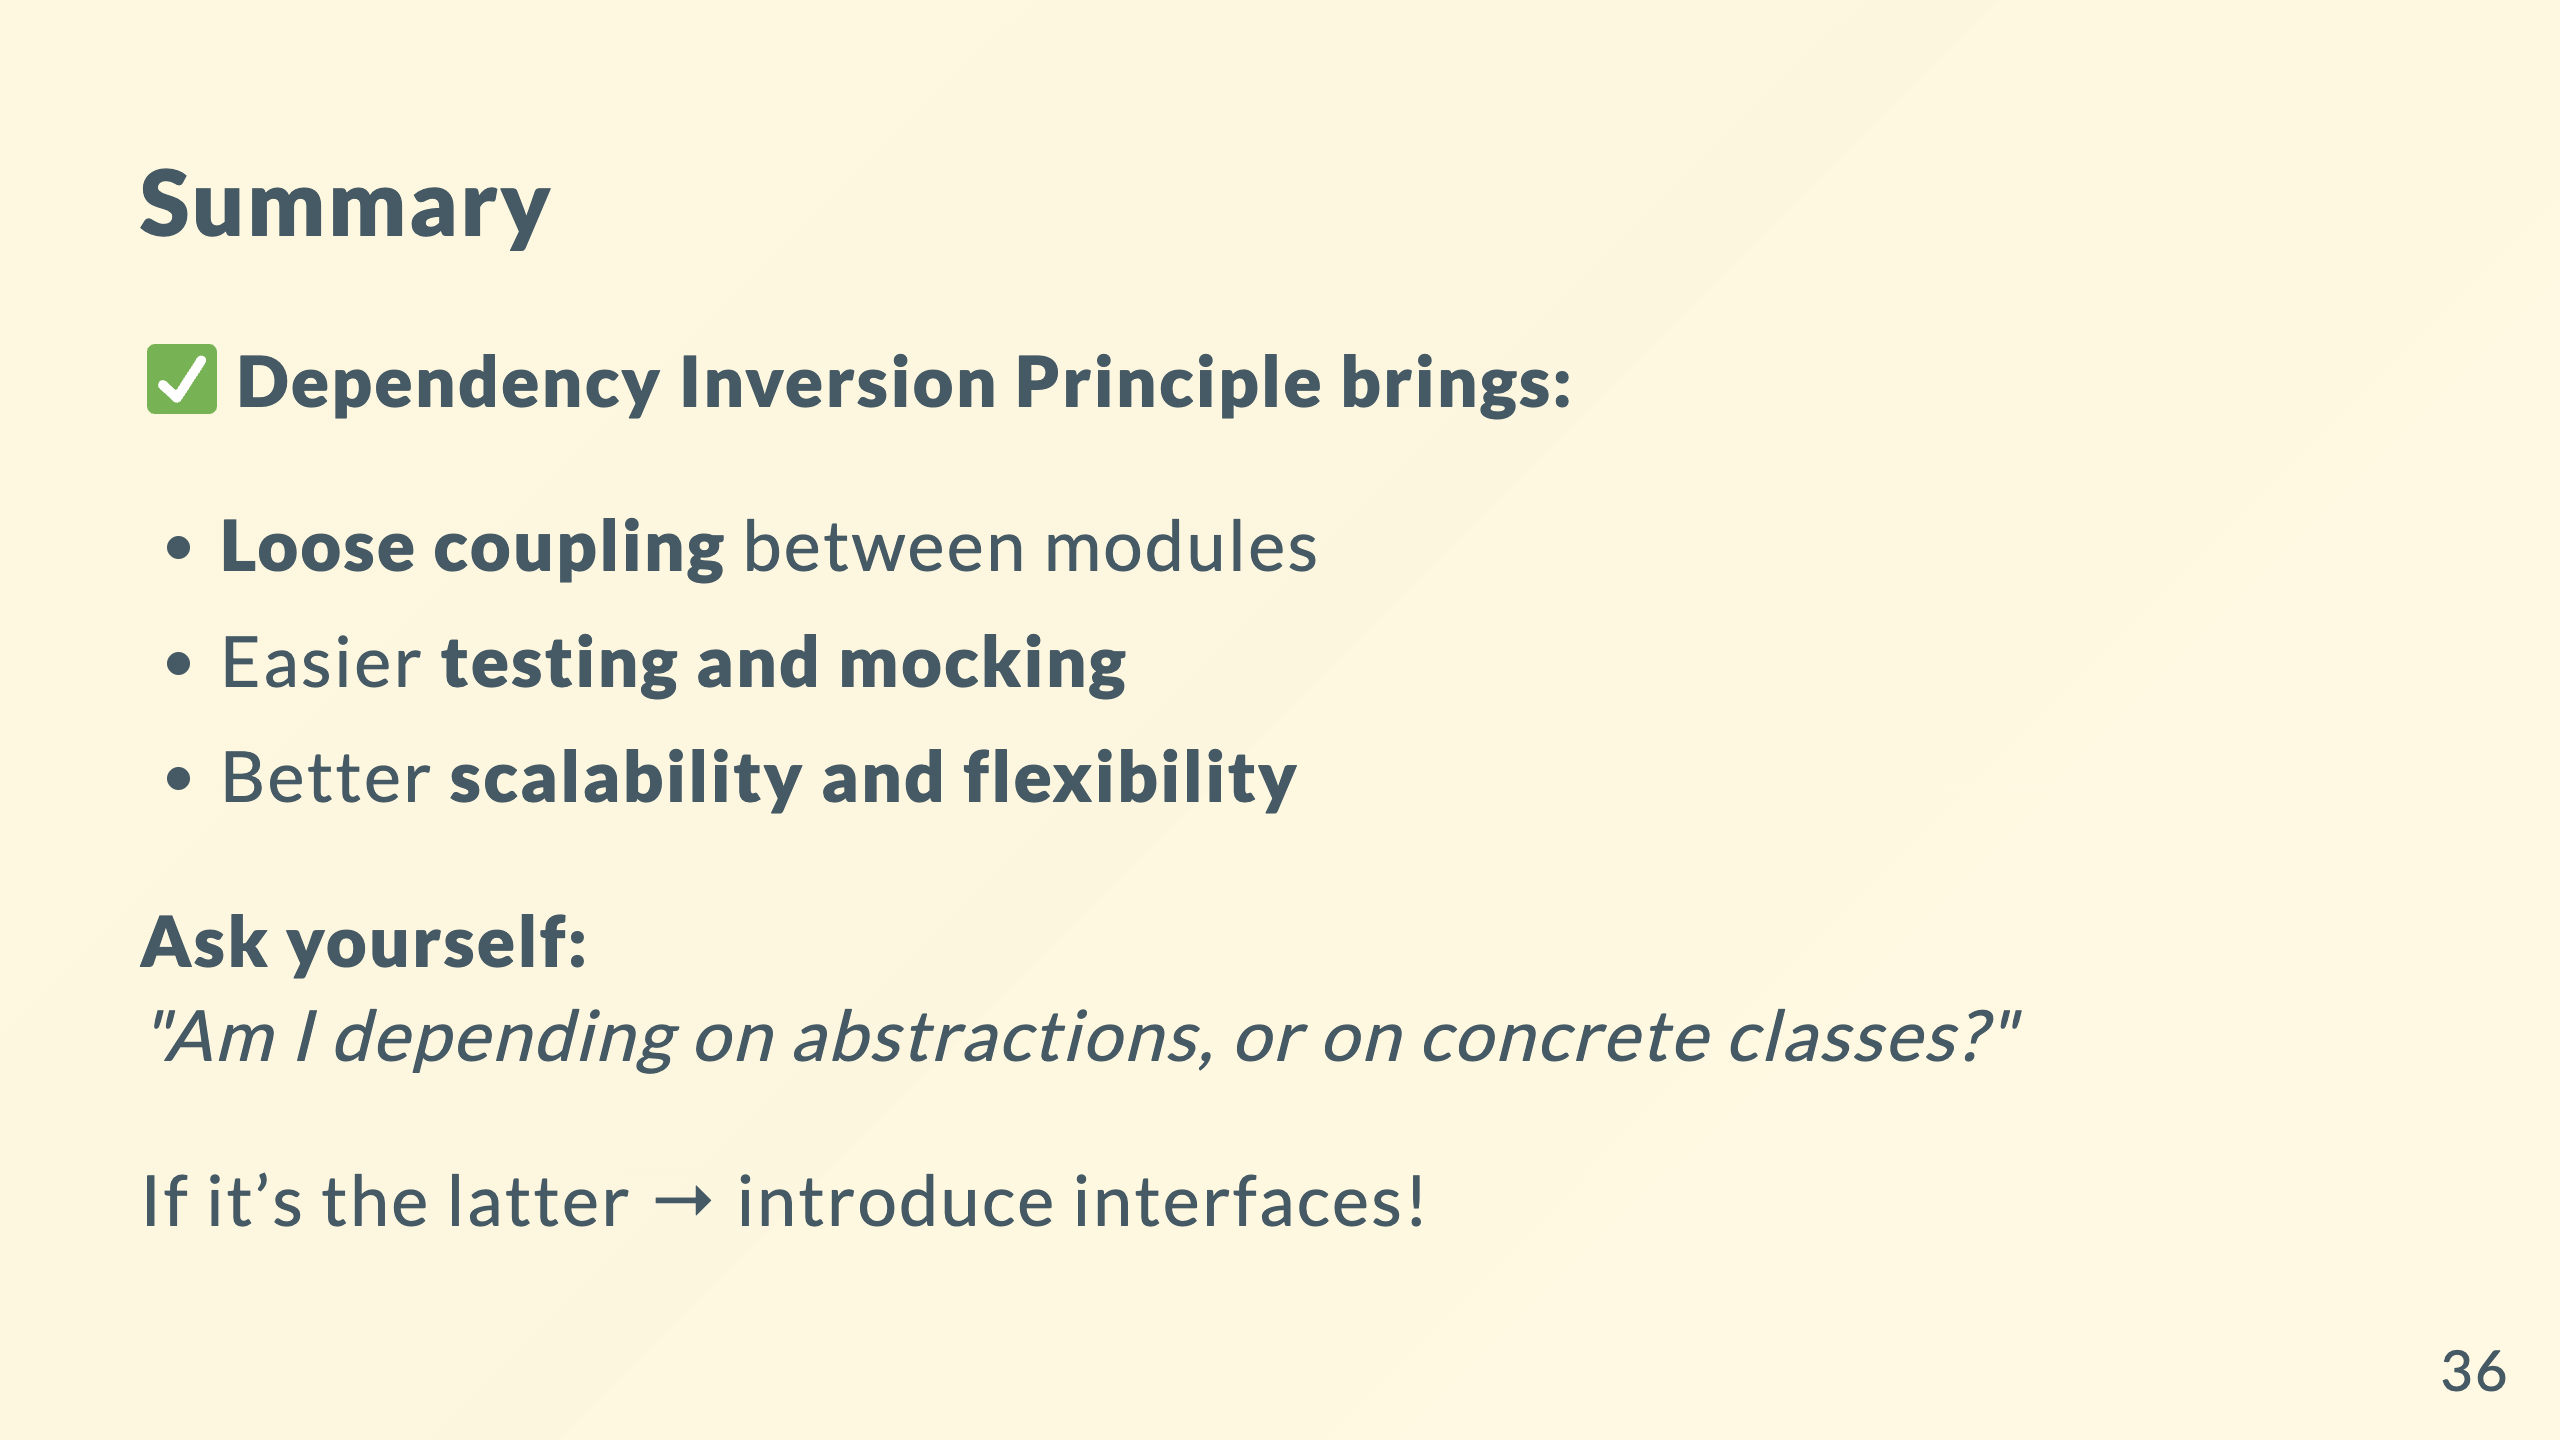 Summary
✅ Dependency Inversion Principle brings:
• Loose coupling between modules
• Easier testing and mocking
• Better scalability and flexibility
Ask yourself:
"Am I depending on abstractions, or on concrete classes?"
If it’s the latter → introduce interfaces!
36